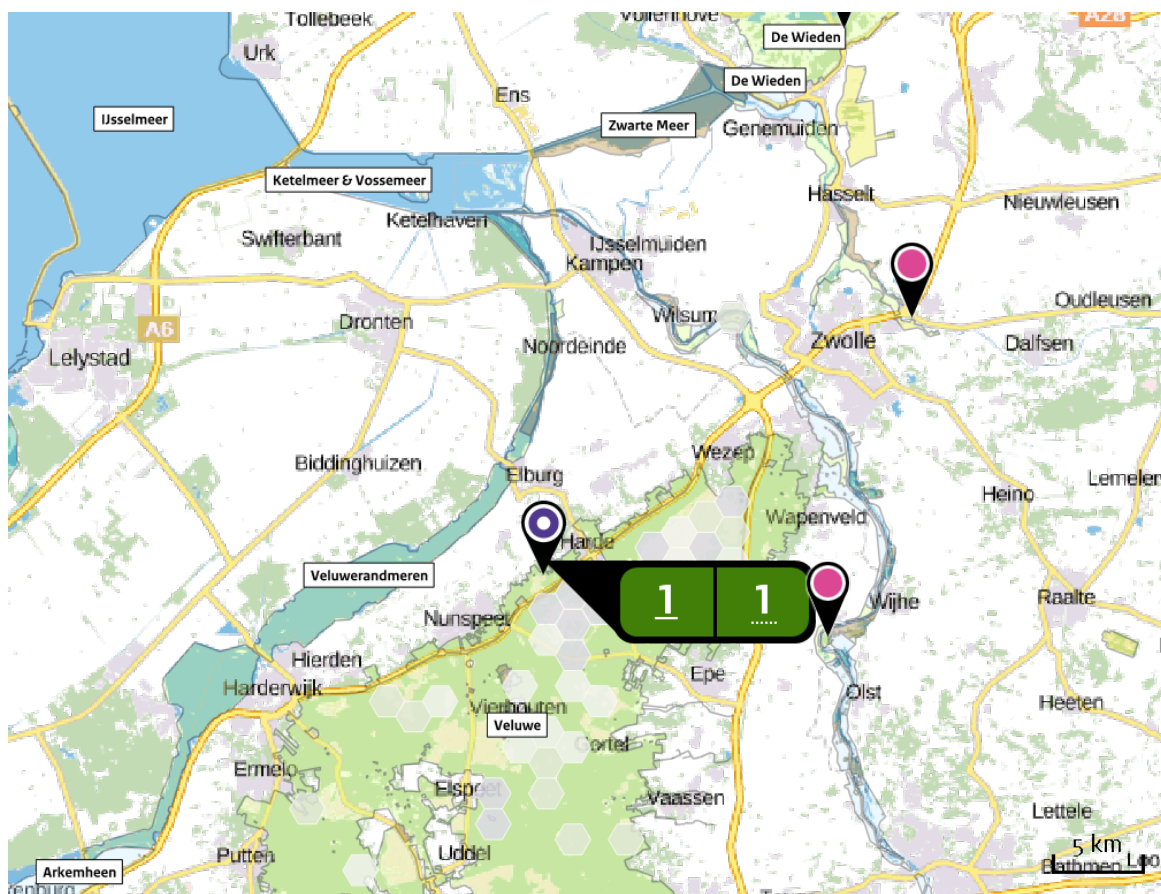 Tollebeek
Vollenhove
A28
Urk
De Wieden
De Wieden
Ens
IJsselmeer
Zwarte Meer
Genemuiden
Ketelmeer & Vossemeer
Hasselt
Nieuwleusen
Ketelhaven
Swifterbant
IJsselmuiden
Kampen
Oudleusen
Wilsum
A6
Dronten
Noordeinde
Zwolle
Dalfsen
Lelystad
Wezep
Biddinghuizen
Elburg
Lemeler
Heino
Wapenveld
Harde
Veluwerandmeren
1
1
Raalte
Wijhe
Nunspeet
Hierden
Epe
Harderwijk
Olst
Heeten
Vierhouten
Veluwe
Gortel
Ermelo
Elspeet
Vaassen
Lettele
5 km
Putten
Uddel
Bathmen
Loo
Arkemheen